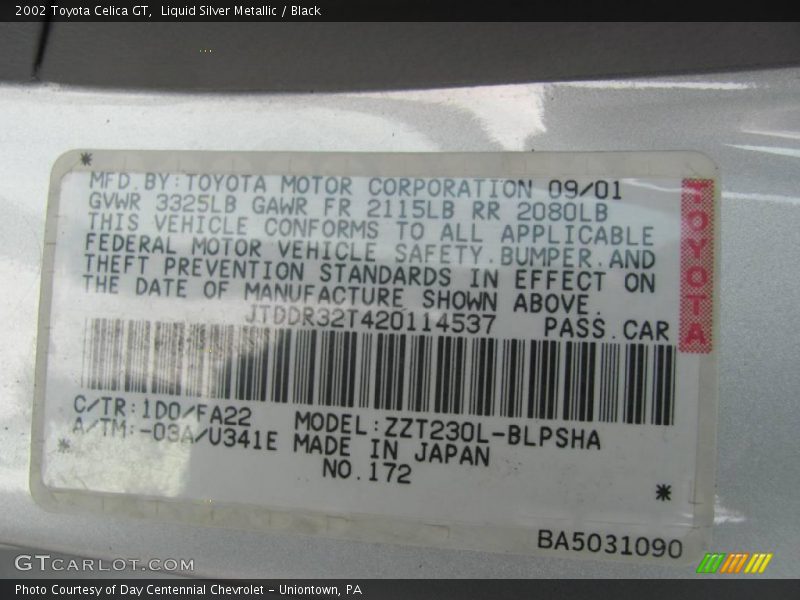 2002 Toyota Celica GT, Liquid Silver Metallic / Black
* MFD.BY:TOYOTA MOTOR CORPORATION 09/01
GVWR 3325LB GAWR FR 2115LB RR 2080LB
THIS VEHICLE CONFORMS TO ALL APPLICABLE
FEDERAL MOTOR VEHICLE SAFETY.BUMPER.AND
THEFT PREVENTION STANDARDS IN EFFECT ON
THE DATE OF MANUFACTURE SHOWN ABOVE.
JTDDR32T420114537 PASS.CAR
TOYOTA
C/TR:1D0/FA22 MODEL:ZZT230L-BLPSHA
A/TM:-03A/U341E MADE IN JAPAN
* NO.172 *
BA5031090
GTCARLOT.COM
Photo Courtesy of Day Centennial Chevrolet - Uniontown, PA